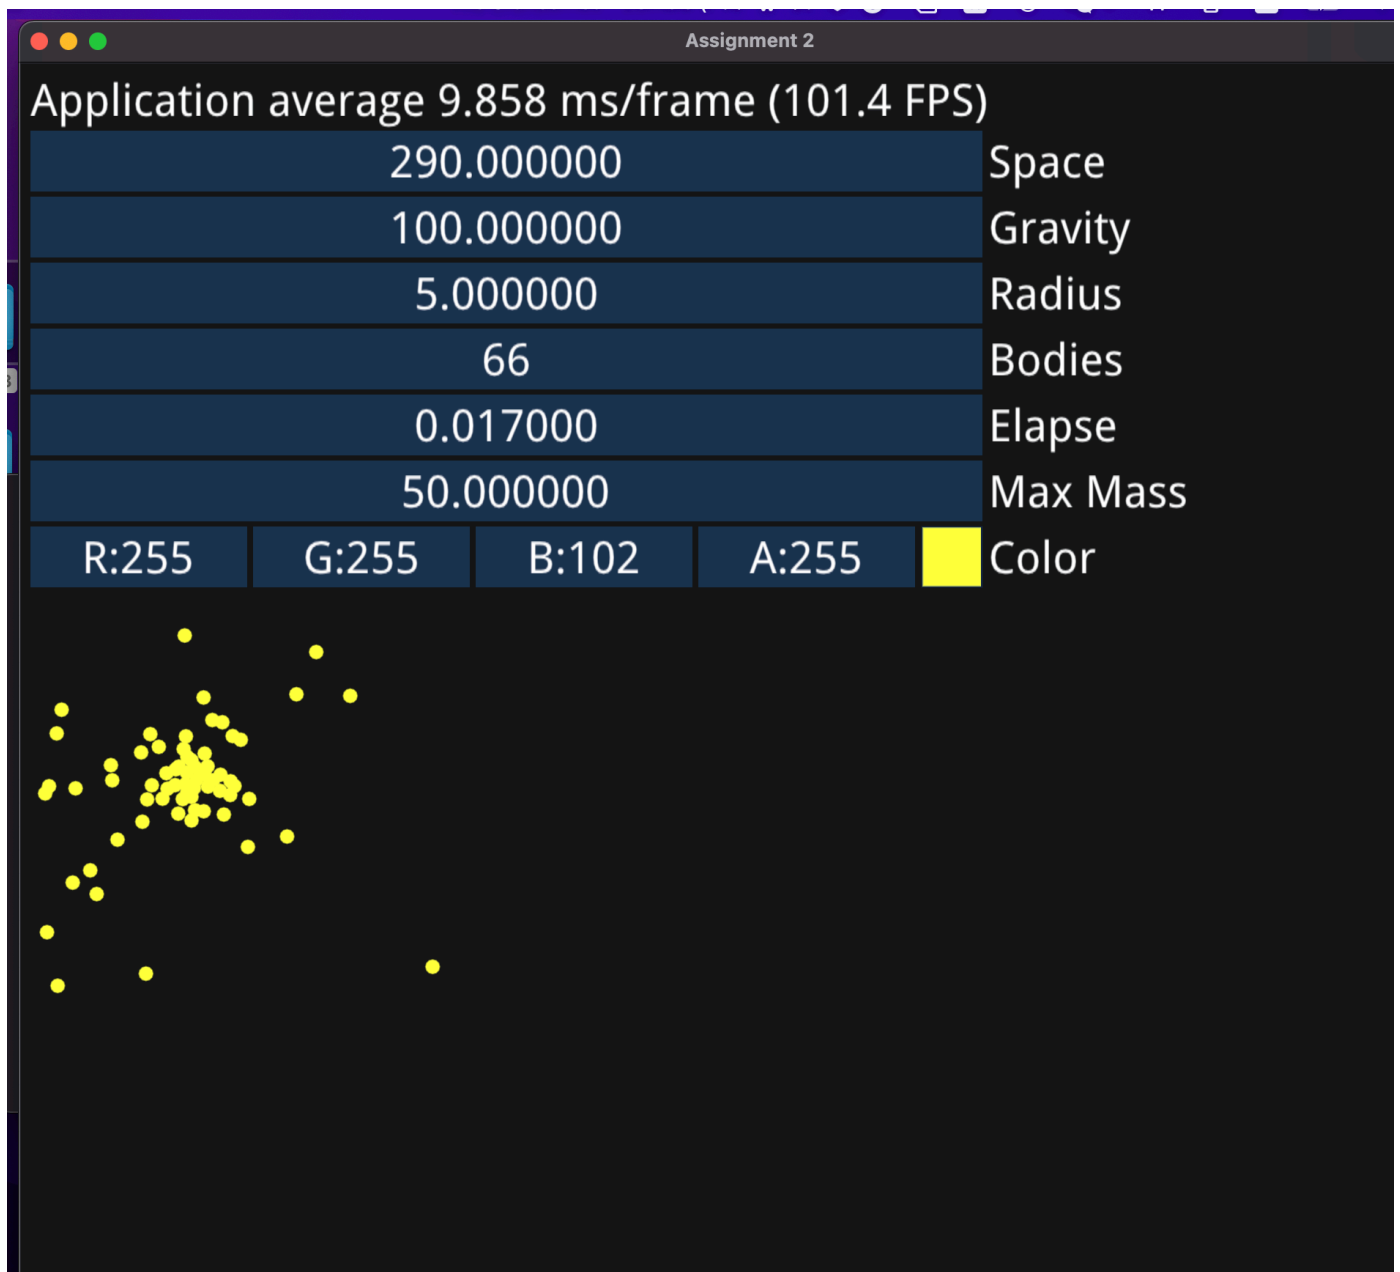 Assignment 2
Application average 9.858 ms/frame (101.4 FPS)
290.000000 Space
100.000000 Gravity
5.000000 Radius
66 Bodies
0.017000 Elapse
50.000000 Max Mass
R:255 G:255 B:102 A:255 Color